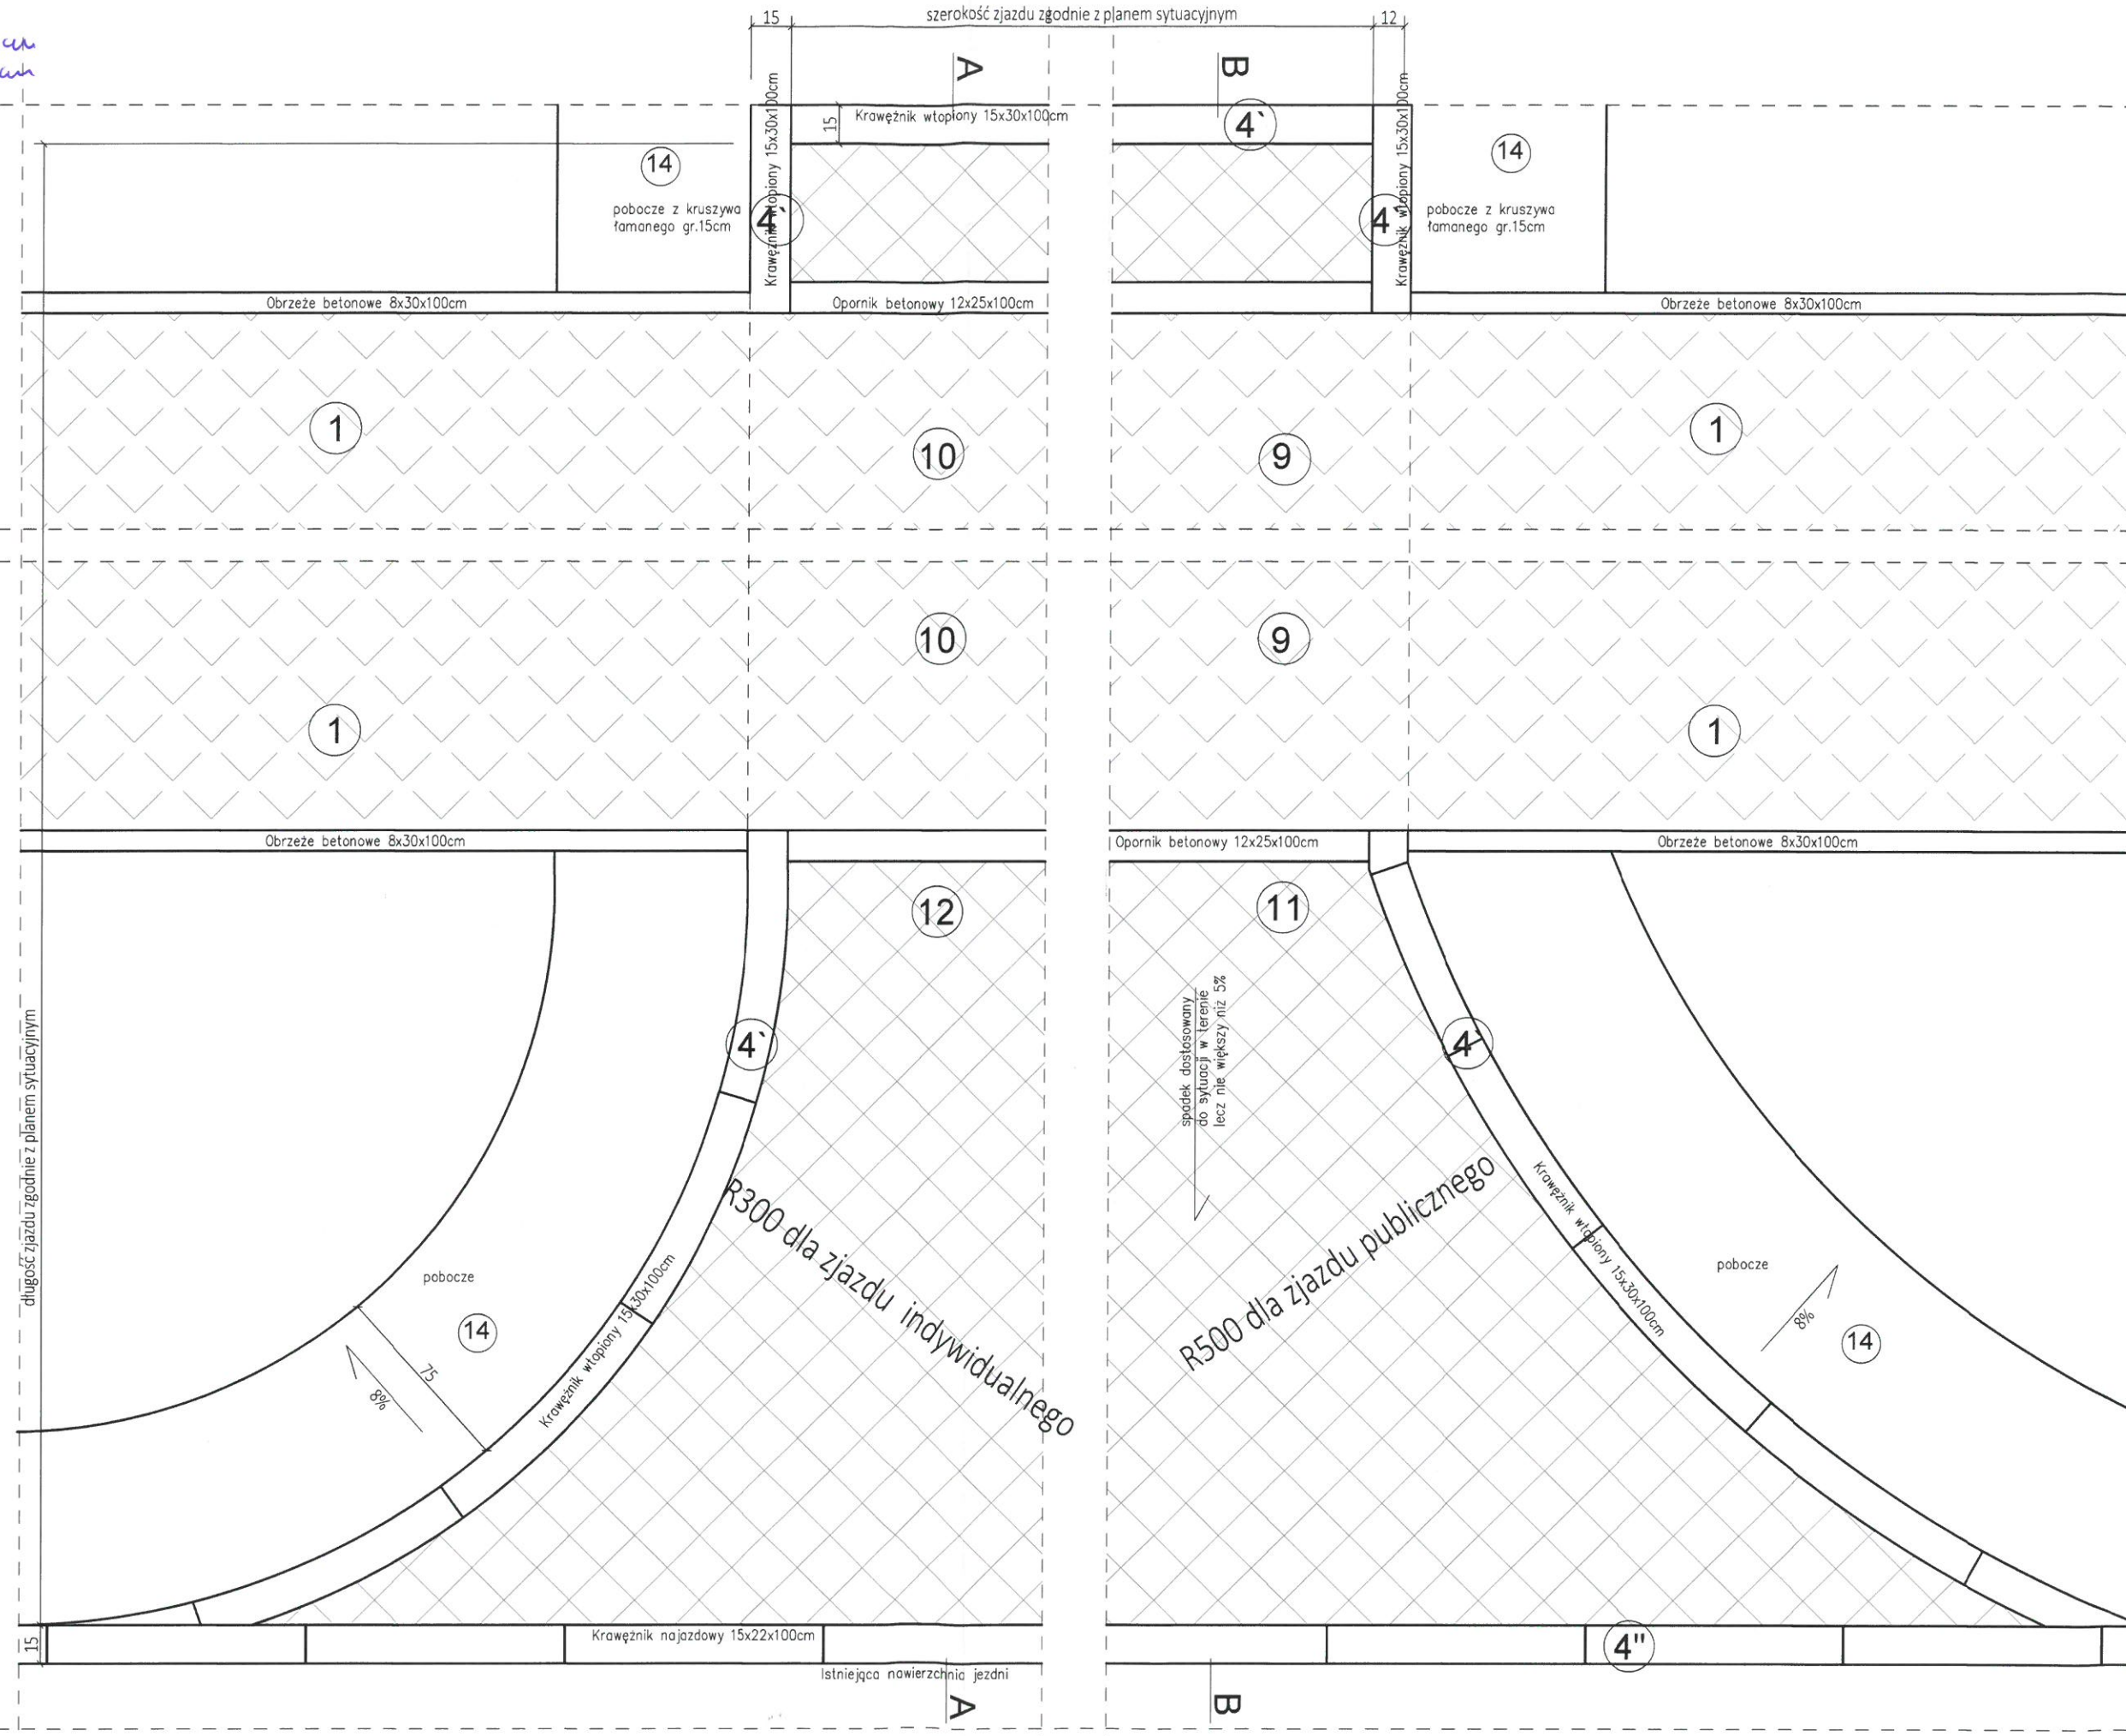 15
szerokość zjazdu zgodnie z planem sytuacyjnym
12
A
B
Krawężnik wtopiony 15x30x100cm
15
Krawężnik wtopiony 15x30x100cm
4`
Krawężnik wtopiony 15x30x100cm
14
14
pobocze z kruszywa
łamanego gr.15cm
4`
4`
pobocze z kruszywa
łamanego gr.15cm
Obrzeże betonowe 8x30x100cm
Opornik betonowy 12x25x100cm
Obrzeże betonowe 8x30x100cm
1
10
9
1
10
9
1
1
Obrzeże betonowe 8x30x100cm
Opornik betonowy 12x25x100cm
Obrzeże betonowe 8x30x100cm
12
11
spadek dostosowany
do sytuacji w terenie
lecz nie większy niż 5%
4`
4`
długość zjazdu zgodnie z planem sytuacyjnym
R300 dla zjazdu indywidualnego
R500 dla zjazdu publicznego
Krawężnik wtopiony 15x30x100cm
Krawężnik wtopiony 15x30x100cm
pobocze
14
75
8%
pobocze
8%
14
15
Krawężnik najazdowy 15x22x100cm
4"
Istniejąca nawierzchnia jezdni
A
B